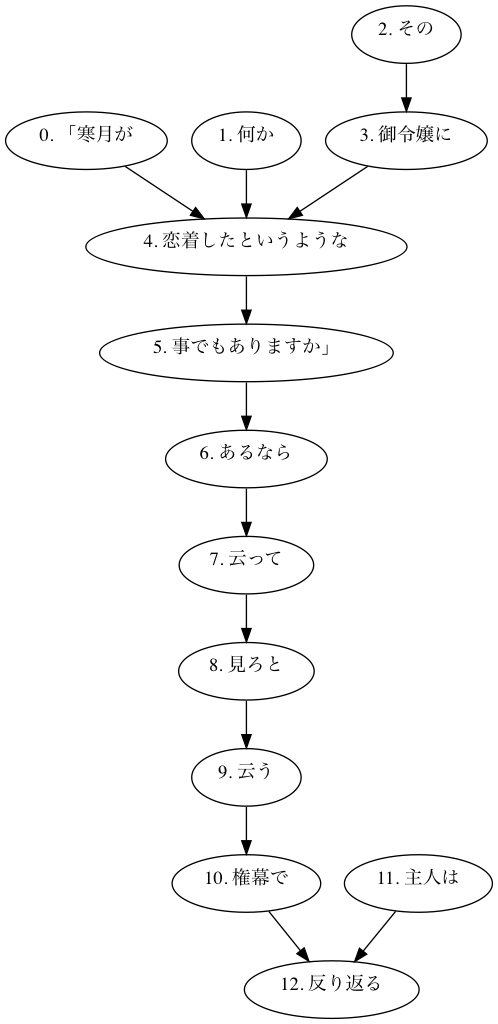 2. その
0. 「寒月が
1. 何か
3. 御令嬢に
4. 恋着したというような
5. 事でもありますか」
6. あるなら
7. 云って
8. 見ろと
9. 云う
10. 権幕で
11. 主人は
12. 反り返る